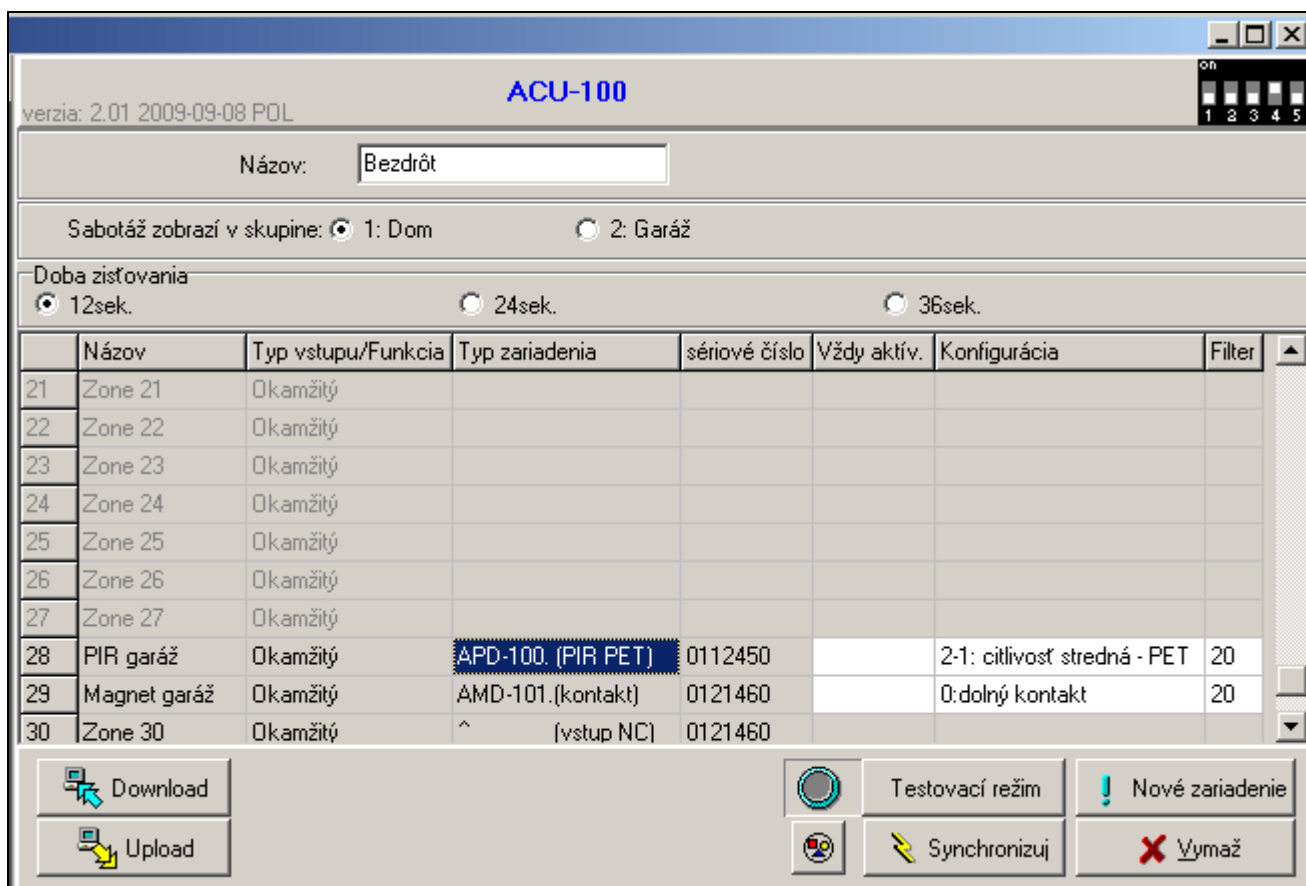 on
ACU-100
verzia: 2.01 2009-09-08 POL
1 2 3 4 5
Názov: Bezdrôt
Sabotáž zobrazí v skupine: 1: Dom 2: Garáž
Doba zisťovania
12sek. 24sek. 36sek.
Názov Typ vstupu/Funkcia Typ zariadenia sériové číslo Vždy aktív. Konfigurácia Filter
21 Zone 21 Okamžitý
22 Zone 22 Okamžitý
23 Zone 23 Okamžitý
24 Zone 24 Okamžitý
25 Zone 25 Okamžitý
26 Zone 26 Okamžitý
27 Zone 27 Okamžitý
28 PIR garáž Okamžitý APD-100. (PIR PET) 0112450 2-1: citlivosť stredná - PET 20
29 Magnet garáž Okamžitý AMD-101.(kontakt) 0121460 0:dolný kontakt 20
30 Zone 30 Okamžitý ^ (vstup NC) 0121460
Download Testovací režim Nové zariadenie
Upload Synchronizuj Vymaž